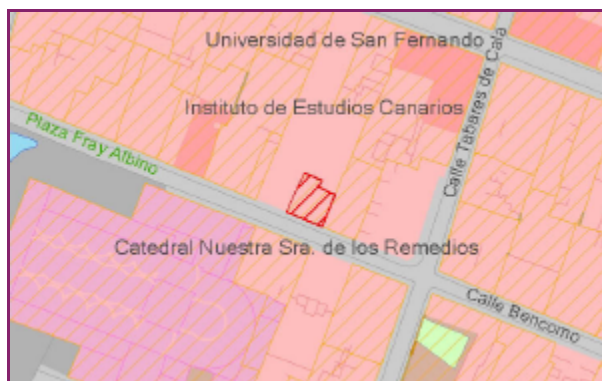 Universidad de San Fernando
Instituto de Estudios Canarios
Calle Tabares de Cala
Plaza Fray Albino
Catedral Nuestra Sra. de los Remedios
Calle Bencomo